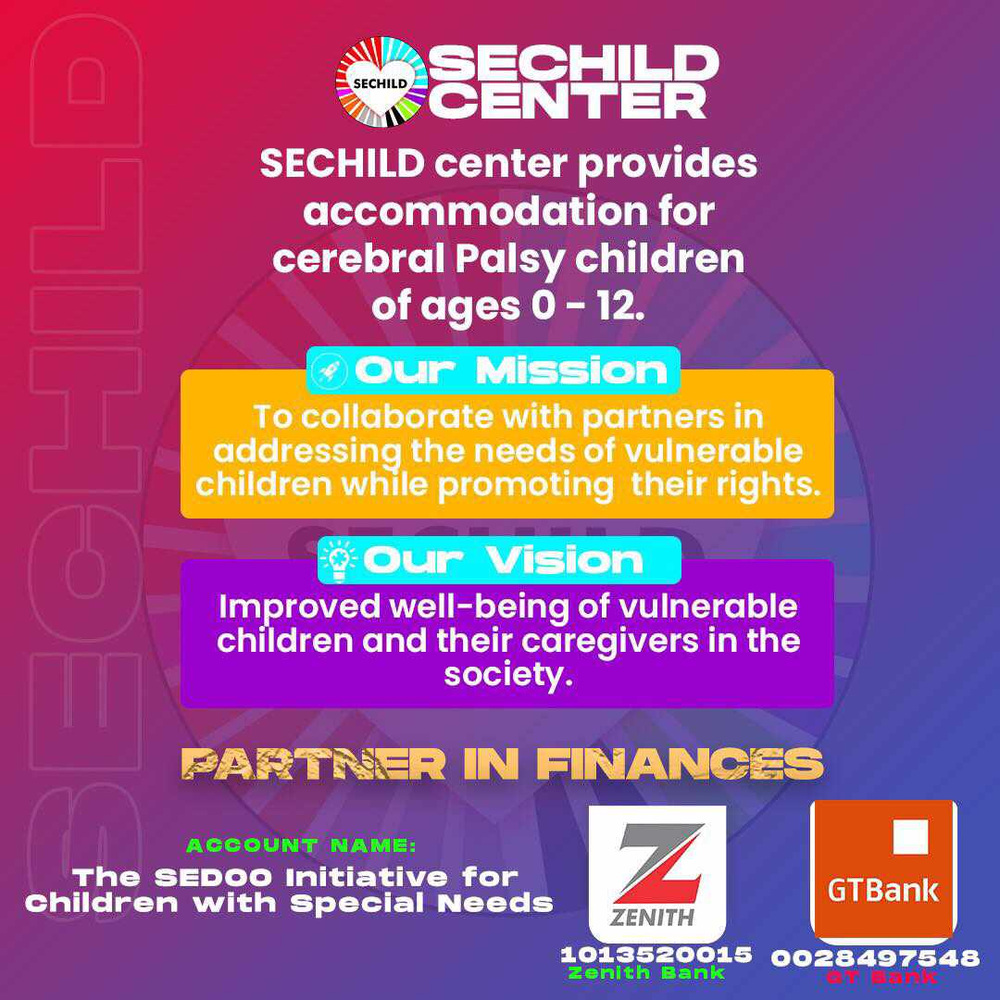 SECHILD
SECHILD
SECHILD
CENTER
SECHILD center provides
accommodation for
cerebral Palsy children
of ages 0 - 12.
Our Mission
To collaborate with partners in
addressing the needs of vulnerable
children while promoting  their rights.
Our Vision
Improved well-being of vulnerable
children and their caregivers in the
society.
PARTNER IN FINANCES
ACCOUNT NAME:
The SEDOO Initiative for
Children with Special Needs
Z
ZENITH
1013520015
Zenith Bank
GTBank
0028497548
GT Bank